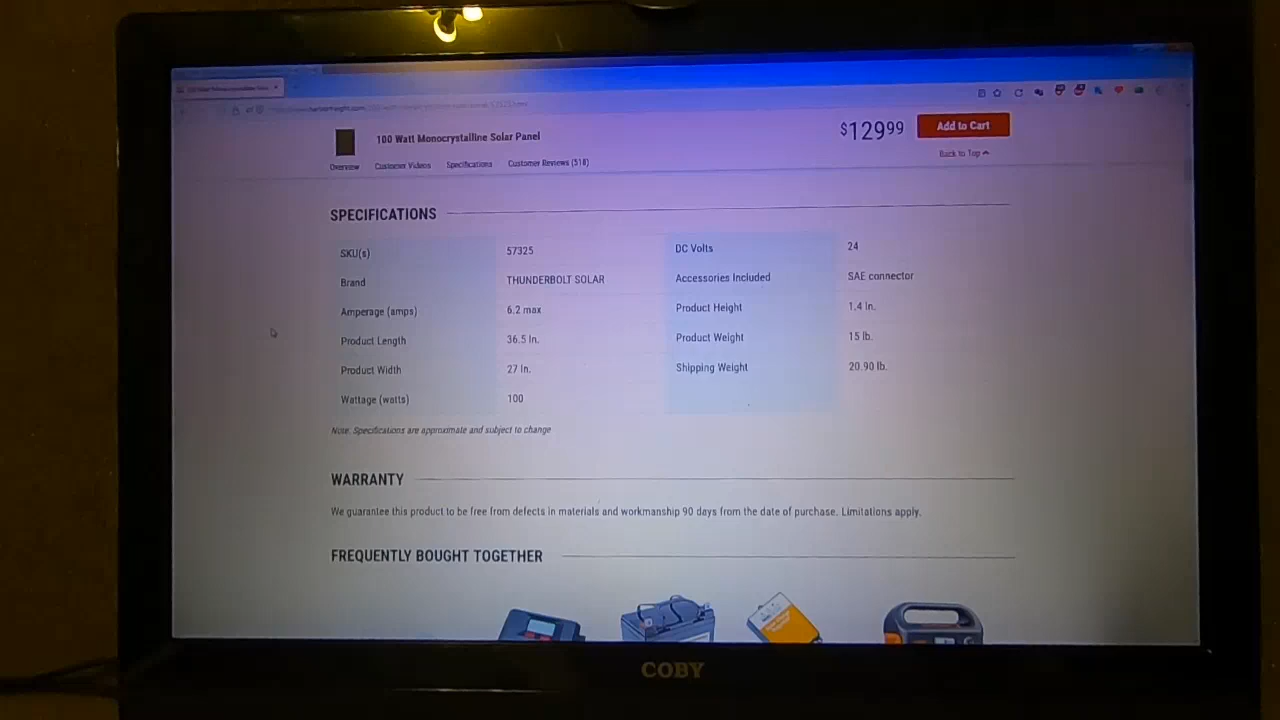 100 Watt Monocrystalline Solar Panel
$129.99
Add to Cart
Back to Top
Overview Customer Videos Specifications Customer Reviews (518)
SPECIFICATIONS
SKU(s) 57325 DC Volts 24
Brand THUNDERBOLT SOLAR Accessories Included SAE connector
Amperage (amps) 6.2 max Product Height 1.4 In.
Product Length 36.5 In. Product Weight 15 lb.
Product Width 27 In. Shipping Weight 20.90 lb.
Wattage (watts) 100
Note: Specifications are approximate and subject to change
WARRANTY
We guarantee this product to be free from defects in materials and workmanship 90 days from the date of purchase. Limitations apply.
FREQUENTLY BOUGHT TOGETHER
COBY